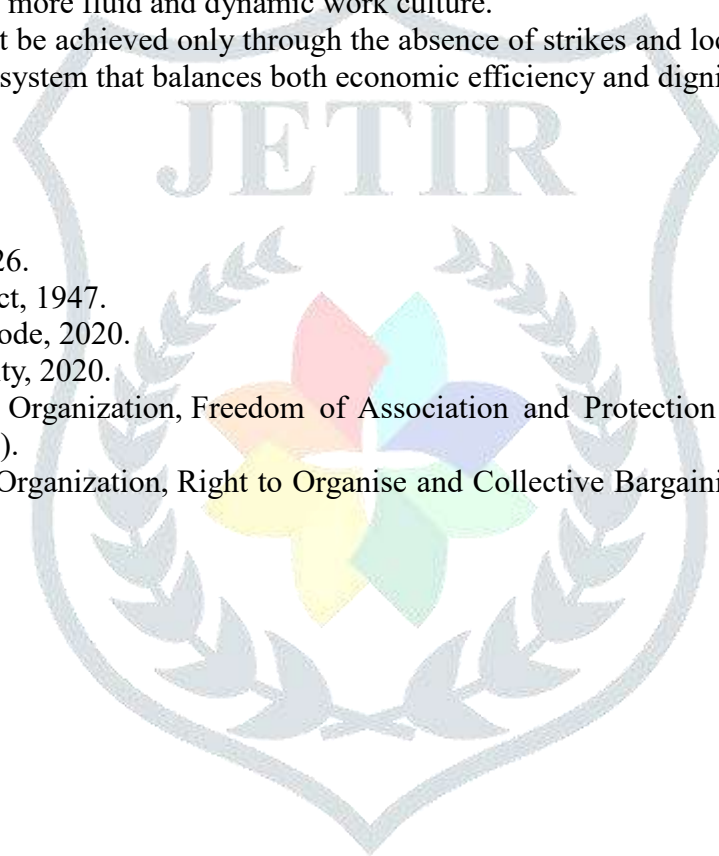 more fluid and dynamic work culture.
t be achieved only through the absence of strikes and loc
system that balances both economic efficiency and digni
JETIR
26.
ct, 1947.
ode, 2020.
ty, 2020.
Organization, Freedom of Association and Protection
).
Organization, Right to Organise and Collective Bargaini